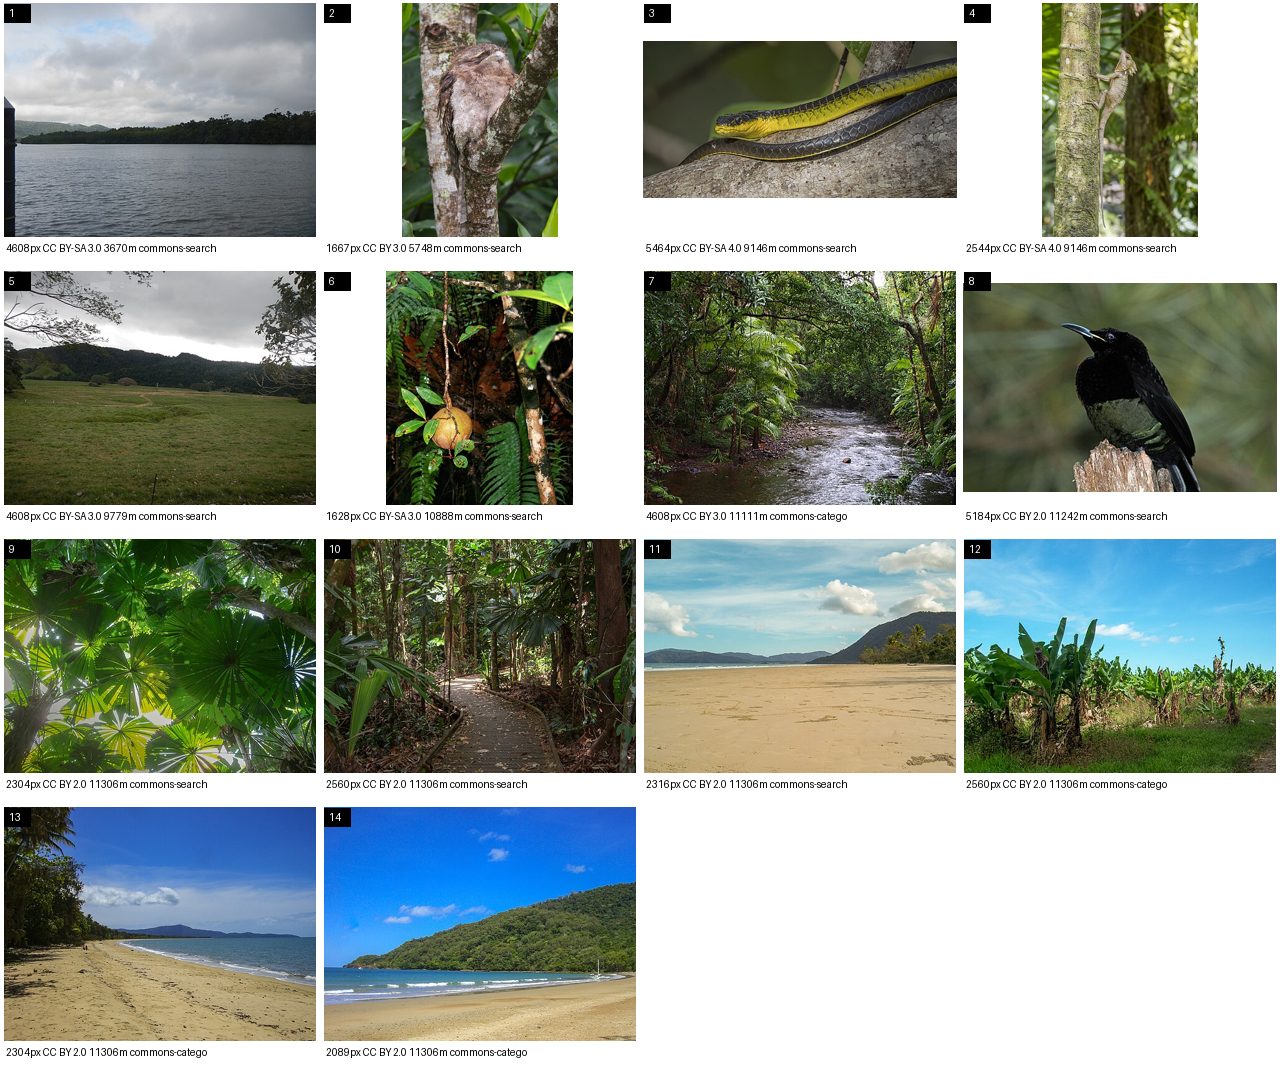 1
2
3
4
4608px CC BY-SA 3.0 3670m commons-search
1667px CC BY 3.0 5748m commons-search
5464px CC BY-SA 4.0 9146m commons-search
2544px CC BY-SA 4.0 9146m commons-search
5
6
7
8
4608px CC BY-SA 3.0 9779m commons-search
1628px CC BY-SA 3.0 10888m commons-search
4608px CC BY 3.0 11111m commons-catego
5184px CC BY 2.0 11242m commons-search
9
10
11
12
2304px CC BY 2.0 11306m commons-search
2560px CC BY 2.0 11306m commons-search
2316px CC BY 2.0 11306m commons-search
2560px CC BY 2.0 11306m commons-catego
13
14
2304px CC BY 2.0 11306m commons-catego
2089px CC BY 2.0 11306m commons-catego